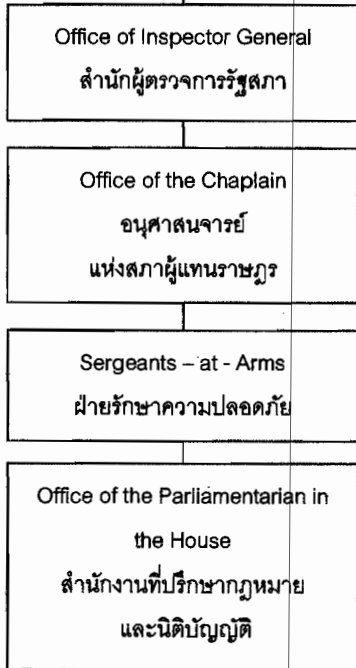 Office of Inspector General
สำนักผู้ตรวจการรัฐสภา
Office of the Chaplain
อนุศาสนจารย์
แห่งสภาผู้แทนราษฎร
Sergeants – at - Arms
ฝ่ายรักษาความปลอดภัย
Office of the Parliamentarian in
the House
สำนักงานที่ปรึกษากฎหมาย
และนิติบัญญัติ